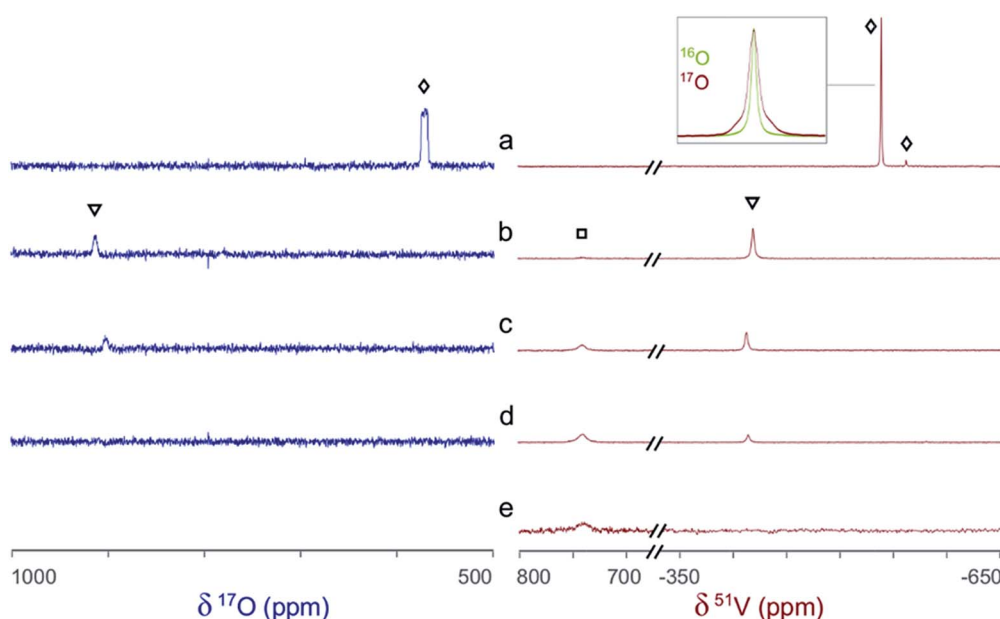 ¹⁶O
¹⁷O
a
b
c
d
e
1000 500 800 700 -350 -650
δ ¹⁷O (ppm) δ ⁵¹V (ppm)